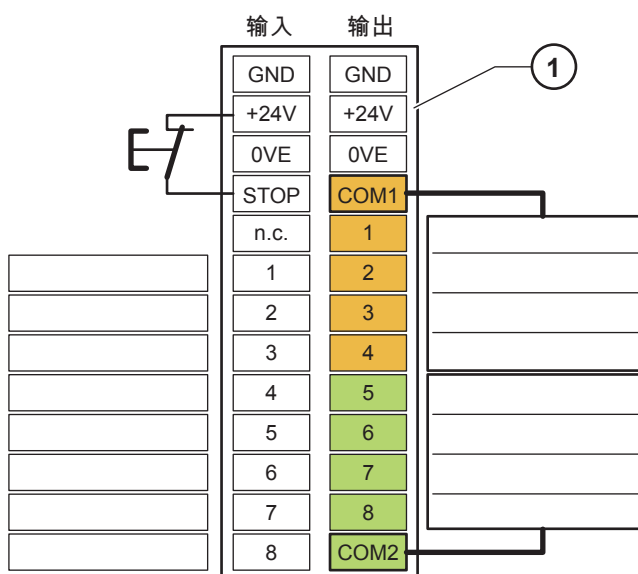 输入 输出
GND GND
1
+24V +24V
0VE 0VE
STOP COM1
n.c. 1
1 2
2 3
3 4
4 5
5 6
6 7
7 8
8 COM2